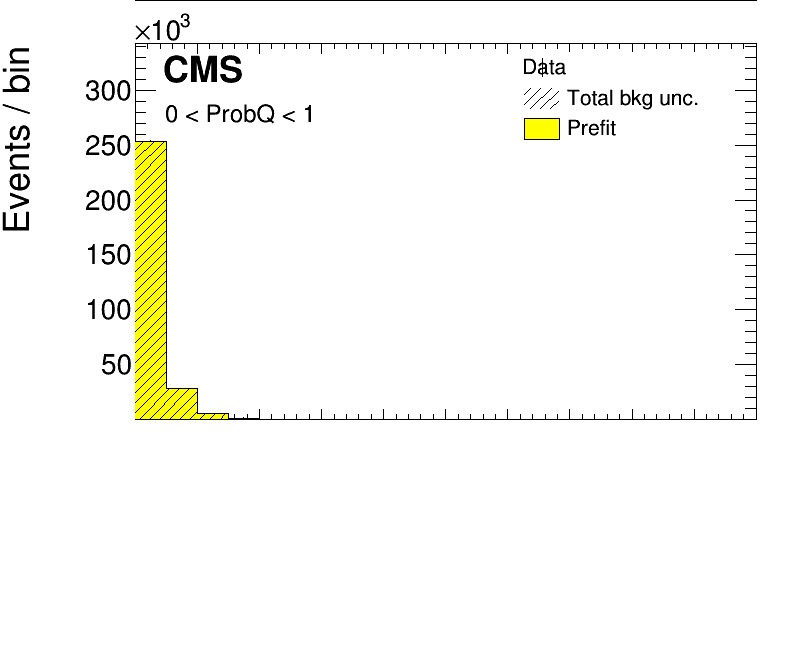 ×10³
Events / bin
300
250
200
150
100
50
CMS
0 < ProbQ < 1
Data
Total bkg unc.
Prefit